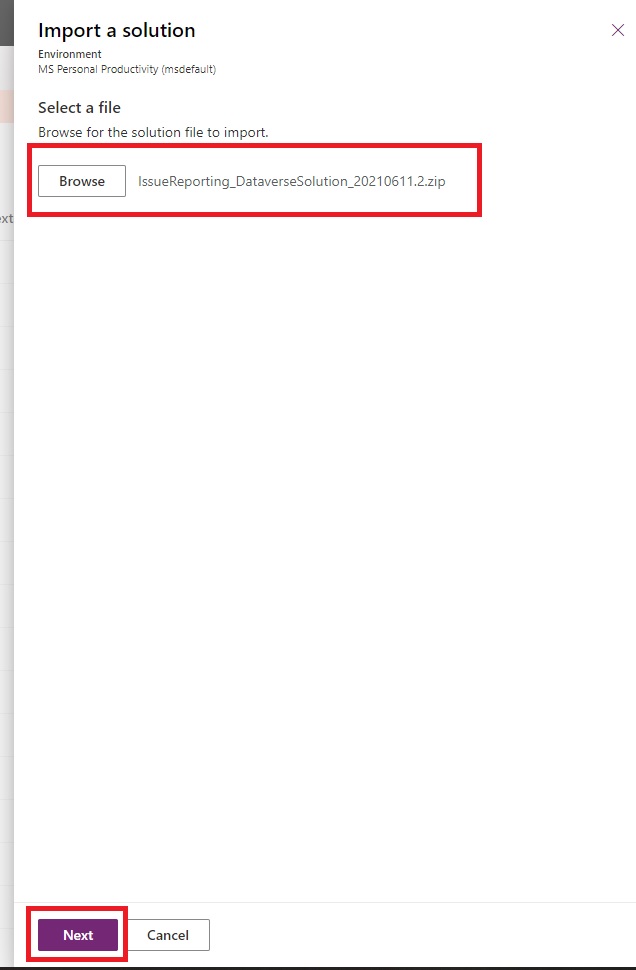 Import a solution
Environment
MS Personal Productivity (msdefault)
Select a file
Browse for the solution file to import.
Browse IssueReporting_DataverseSolution_20210611.2.zip
ext
Next Cancel